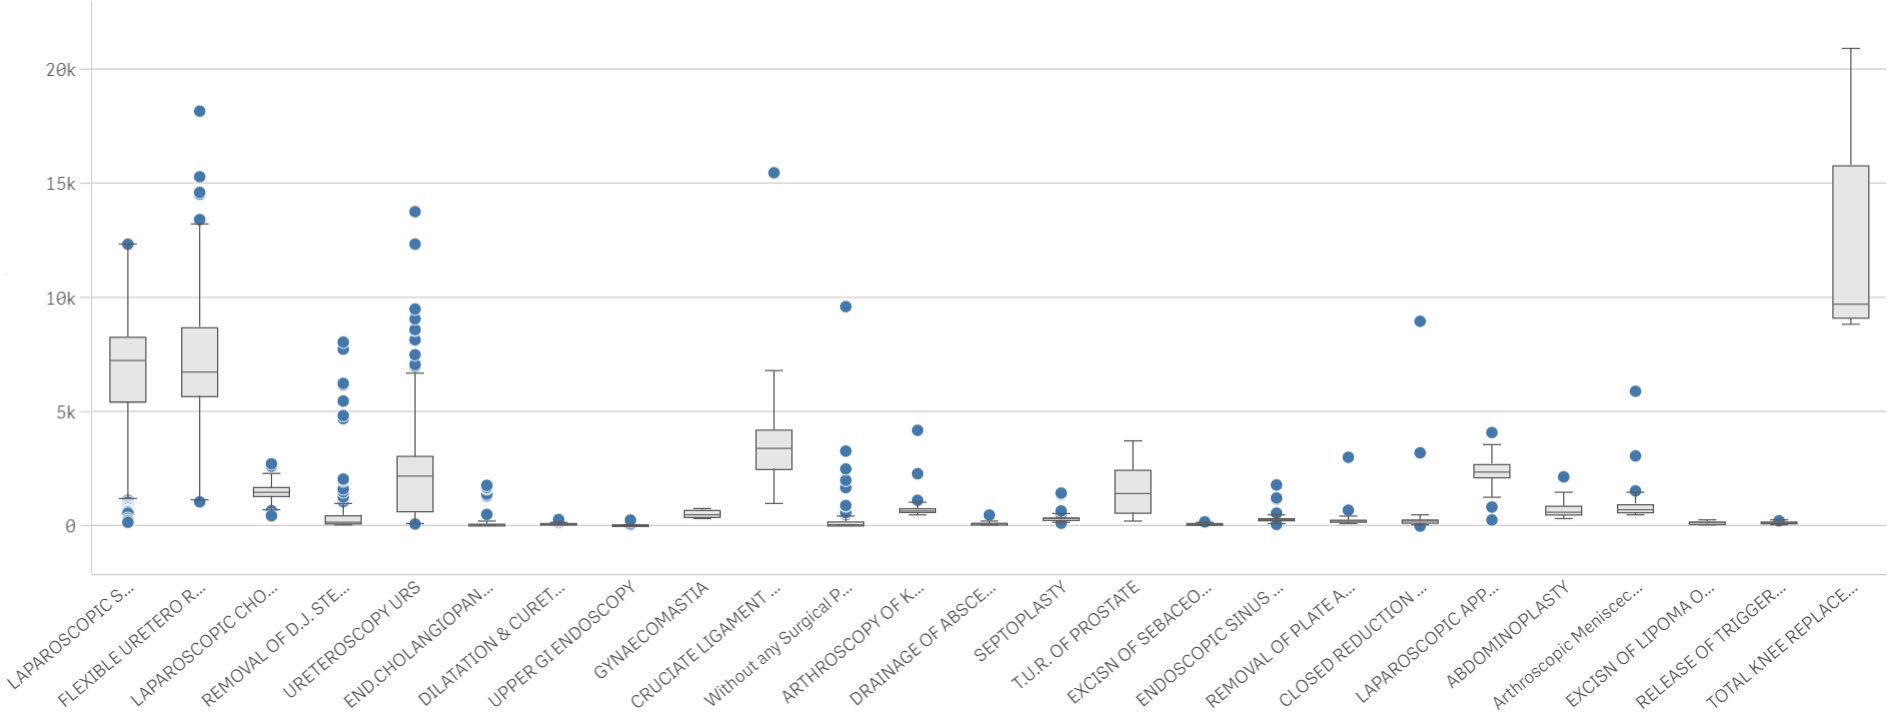 20k
15k
10k
5k
0
LAPAROSCOPIC S...
FLEXIBLE URETERO R...
LAPAROSCOPIC CHO...
REMOVAL OF D.J. STE...
URETEROSCOPY URS
END.CHOLANGIOPAN...
DILATATION & CURET...
UPPER GI ENDOSCOPY
GYNAECOMASTIA
CRUCIATE LIGAMENT ...
Without any Surgical P...
ARTHROSCOPY OF K...
DRAINAGE OF ABSCE...
SEPTOPLASTY
T.U.R. OF PROSTATE
EXCISN OF SEBACEO...
ENDOSCOPIC SINUS ...
REMOVAL OF PLATE A...
CLOSED REDUCTION ...
LAPAROSCOPIC APP...
ABDOMINOPLASTY
Arthroscopic Meniscec...
EXCISN OF LIPOMA O...
RELEASE OF TRIGGER...
TOTAL KNEE REPLACE...